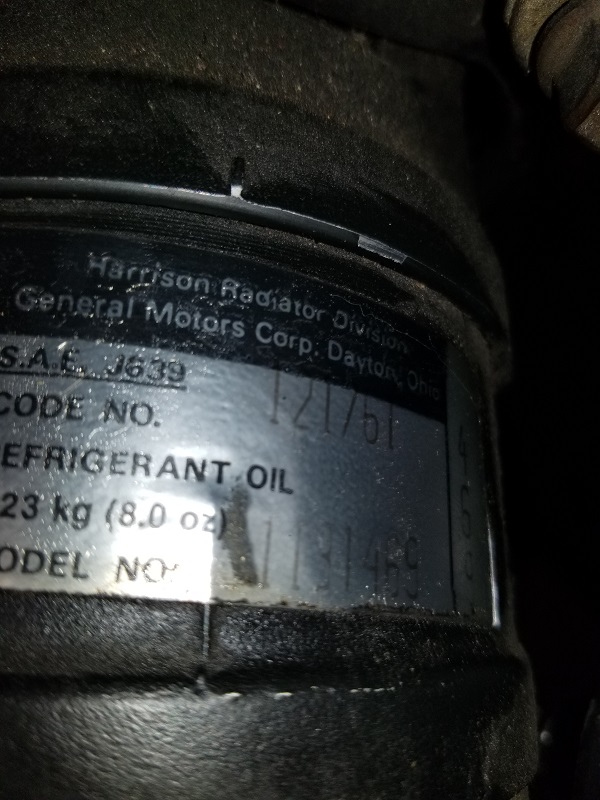 Harrison Radiator Division
General Motors Corp. Dayton, Ohio
S.A.E. J639
CODE NO. 121761
EFRIGERANT OIL
23 kg (8.0 oz)
ODEL NO. 1131469